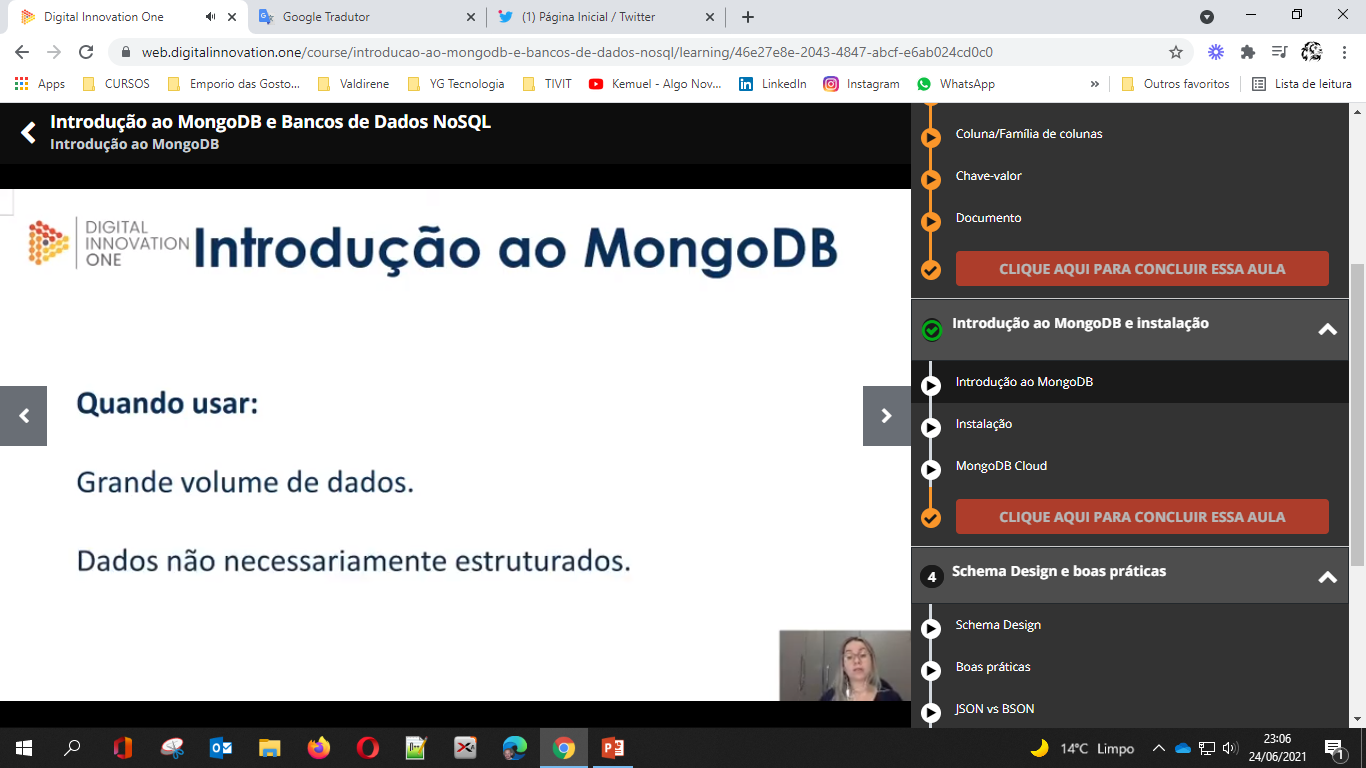 Digital Innovation One
Google Tradutor
(1) Página Inicial / Twitter
web.digitalinnovation.one/course/introducao-ao-mongodb-e-bancos-de-dados-nosql/learning/46e27e8e-2043-4847-abcf-e6ab024cd0c0
Apps CURSOS Emporio das Gosto... Valdirene YG Tecnologia TIVIT Kemuel - Algo Nov... LinkedIn Instagram WhatsApp » Outros favoritos Lista de leitura
Introdução ao MongoDB e Bancos de Dados NoSQL
Introdução ao MongoDB
DIGITAL
INNOVATION
ONE
Introdução ao MongoDB
Quando usar:
Grande volume de dados.
Dados não necessariamente estruturados.
Coluna/Família de colunas
Chave-valor
Documento
CLIQUE AQUI PARA CONCLUIR ESSA AULA
Introdução ao MongoDB e instalação
Introdução ao MongoDB
Instalação
MongoDB Cloud
CLIQUE AQUI PARA CONCLUIR ESSA AULA
4 Schema Design e boas práticas
Schema Design
Boas práticas
JSON vs BSON
14°C Limpo
23:06
24/06/2021
1